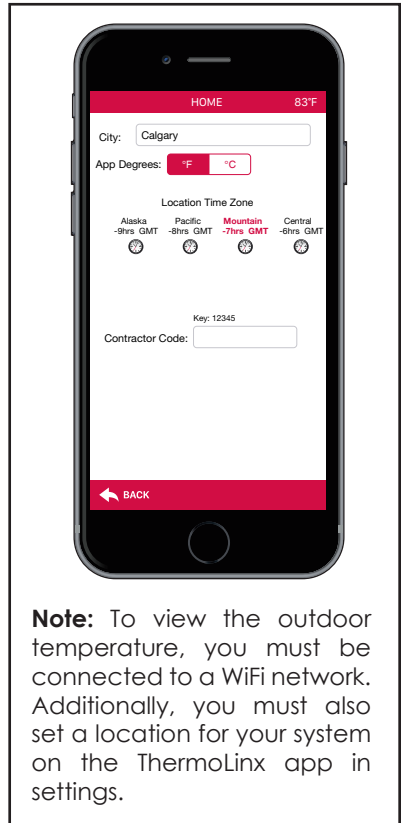 HOME 83°F
City: Calgary
App Degrees: °F °C
Location Time Zone
Alaska Pacific Mountain Central
-9hrs GMT -8hrs GMT -7hrs GMT -6hrs GMT
Key: 12345
Contractor Code:
BACK
Note: To view the outdoor
temperature, you must be
connected to a WiFi network.
Additionally, you must also
set a location for your system
on the ThermoLinx app in
settings.